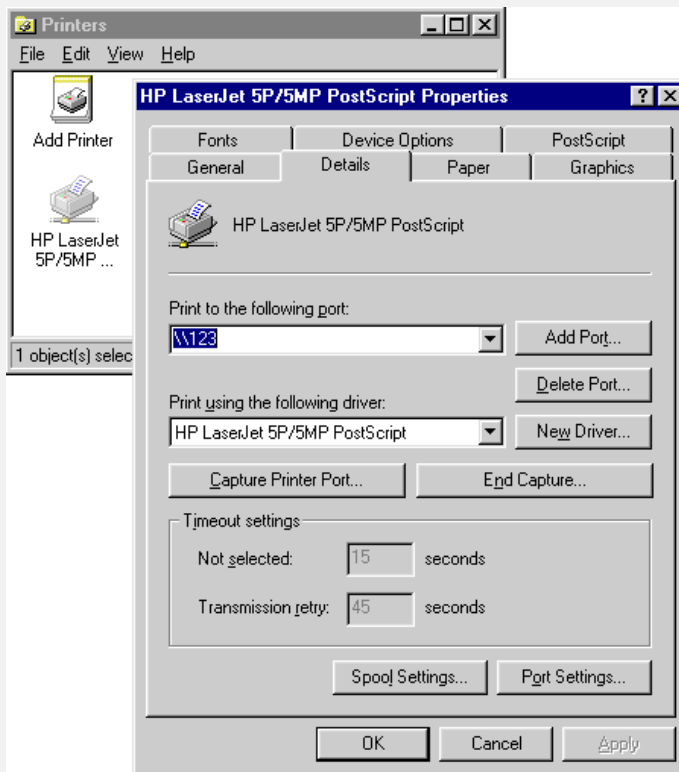 Printers
File Edit View Help
Add Printer
HP LaserJet
5P/5MP ...
1 object(s) selec
HP LaserJet 5P/5MP PostScript Properties
Fonts Device Options PostScript
General Details Paper Graphics
HP LaserJet 5P/5MP PostScript
Print to the following port:
\\123
Add Port...
Delete Port...
Print using the following driver:
HP LaserJet 5P/5MP PostScript
New Driver...
Capture Printer Port... End Capture...
Timeout settings
Not selected: 15 seconds
Transmission retry: 45 seconds
Spool Settings... Port Settings...
OK Cancel Apply